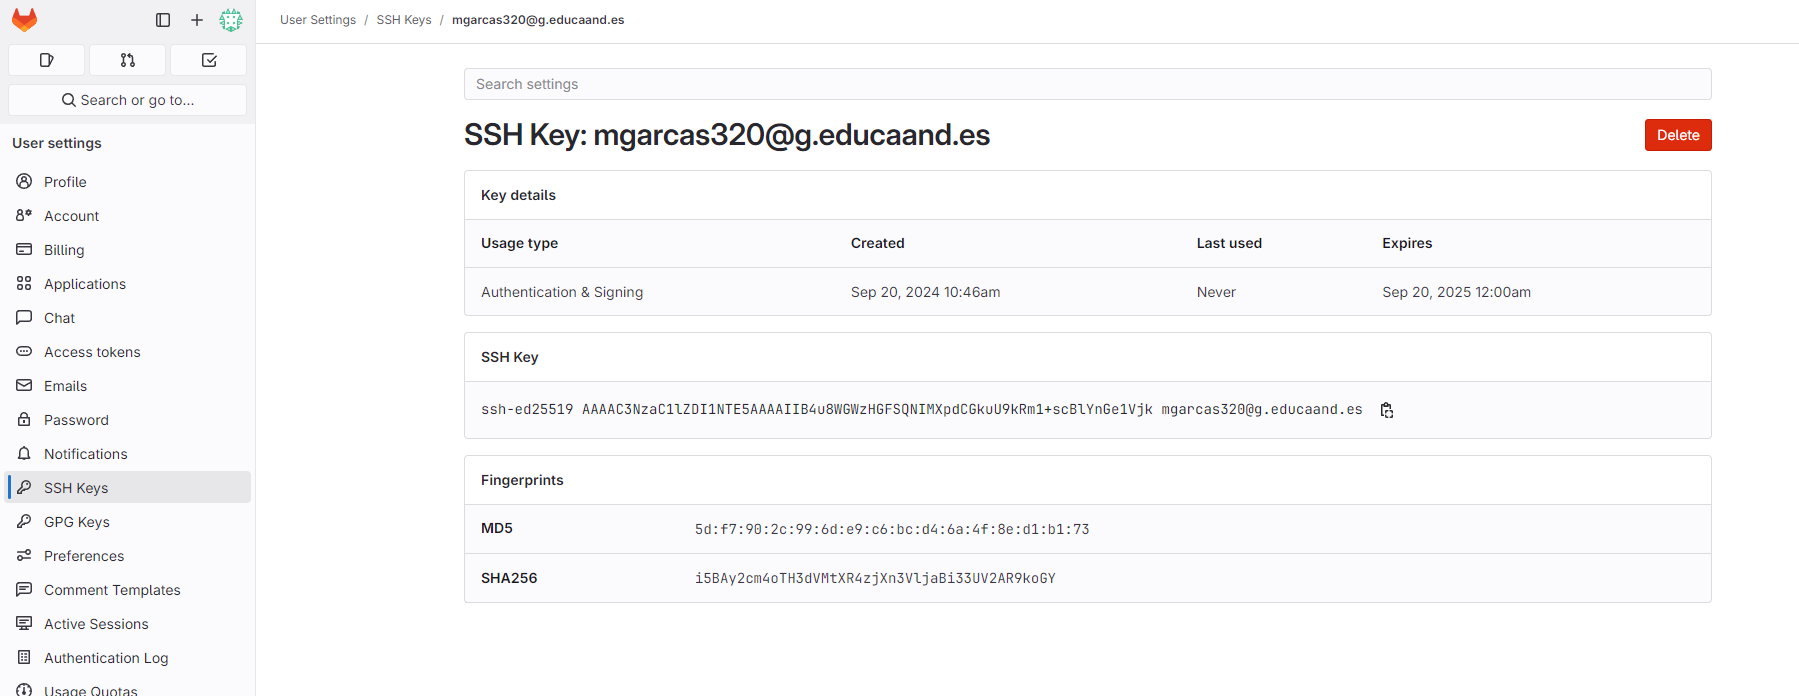 User Settings / SSH Keys / mgarcas320@g.educaand.es
Search or go to...
User settings
Profile
Account
Billing
Applications
Chat
Access tokens
Emails
Password
Notifications
SSH Keys
GPG Keys
Preferences
Comment Templates
Active Sessions
Authentication Log
Usage Quotas
Search settings
SSH Key: mgarcas320@g.educaand.es
Delete
Key details
Usage type Created Last used Expires
Authentication & Signing Sep 20, 2024 10:46am Never Sep 20, 2025 12:00am
SSH Key
ssh-ed25519 AAAAC3NzaC1lZDI1NTE5AAAAIIB4u8WGWzHGFSQNIMXpdCGkuU9kRm1+scBlYnGe1Vjk mgarcas320@g.educaand.es
Fingerprints
MD5 5d:f7:90:2c:99:6d:e9:c6:bc:d4:6a:4f:8e:d1:b1:73
SHA256 i5BAy2cm4oTH3dVMtXR4zjXn3VljaBi33UV2AR9koGY